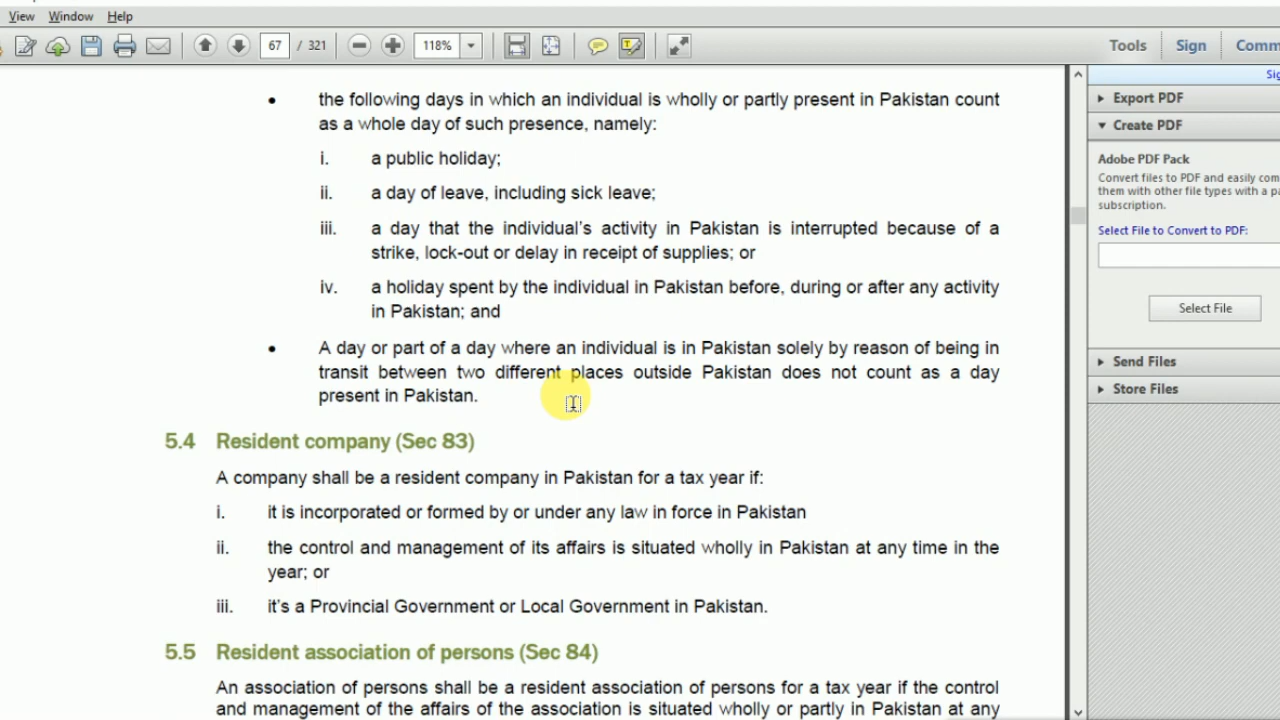 View Window Help
67 / 321 118% Tools Sign Comm
Sig
• the following days in which an individual is wholly or partly present in Pakistan count
as a whole day of such presence, namely:
i. a public holiday;
ii. a day of leave, including sick leave;
iii. a day that the individual's activity in Pakistan is interrupted because of a
strike, lock-out or delay in receipt of supplies; or
iv. a holiday spent by the individual in Pakistan before, during or after any activity
in Pakistan; and
• A day or part of a day where an individual is in Pakistan solely by reason of being in
transit between two different places outside Pakistan does not count as a day
present in Pakistan.
5.4 Resident company (Sec 83)
A company shall be a resident company in Pakistan for a tax year if:
i. it is incorporated or formed by or under any law in force in Pakistan
ii. the control and management of its affairs is situated wholly in Pakistan at any time in the
year; or
iii. it's a Provincial Government or Local Government in Pakistan.
5.5 Resident association of persons (Sec 84)
An association of persons shall be a resident association of persons for a tax year if the control
and management of the affairs of the association is situated wholly or partly in Pakistan at any
Export PDF
Create PDF
Adobe PDF Pack
Convert files to PDF and easily com
them with other file types with a pa
subscription.
Select File to Convert to PDF:
Select File
Send Files
Store Files